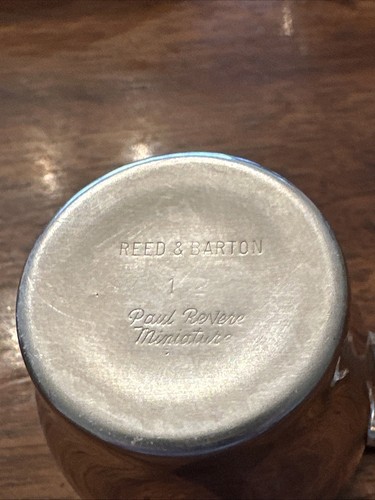 REED & BARTON
1 2
Paul Revere
Miniature